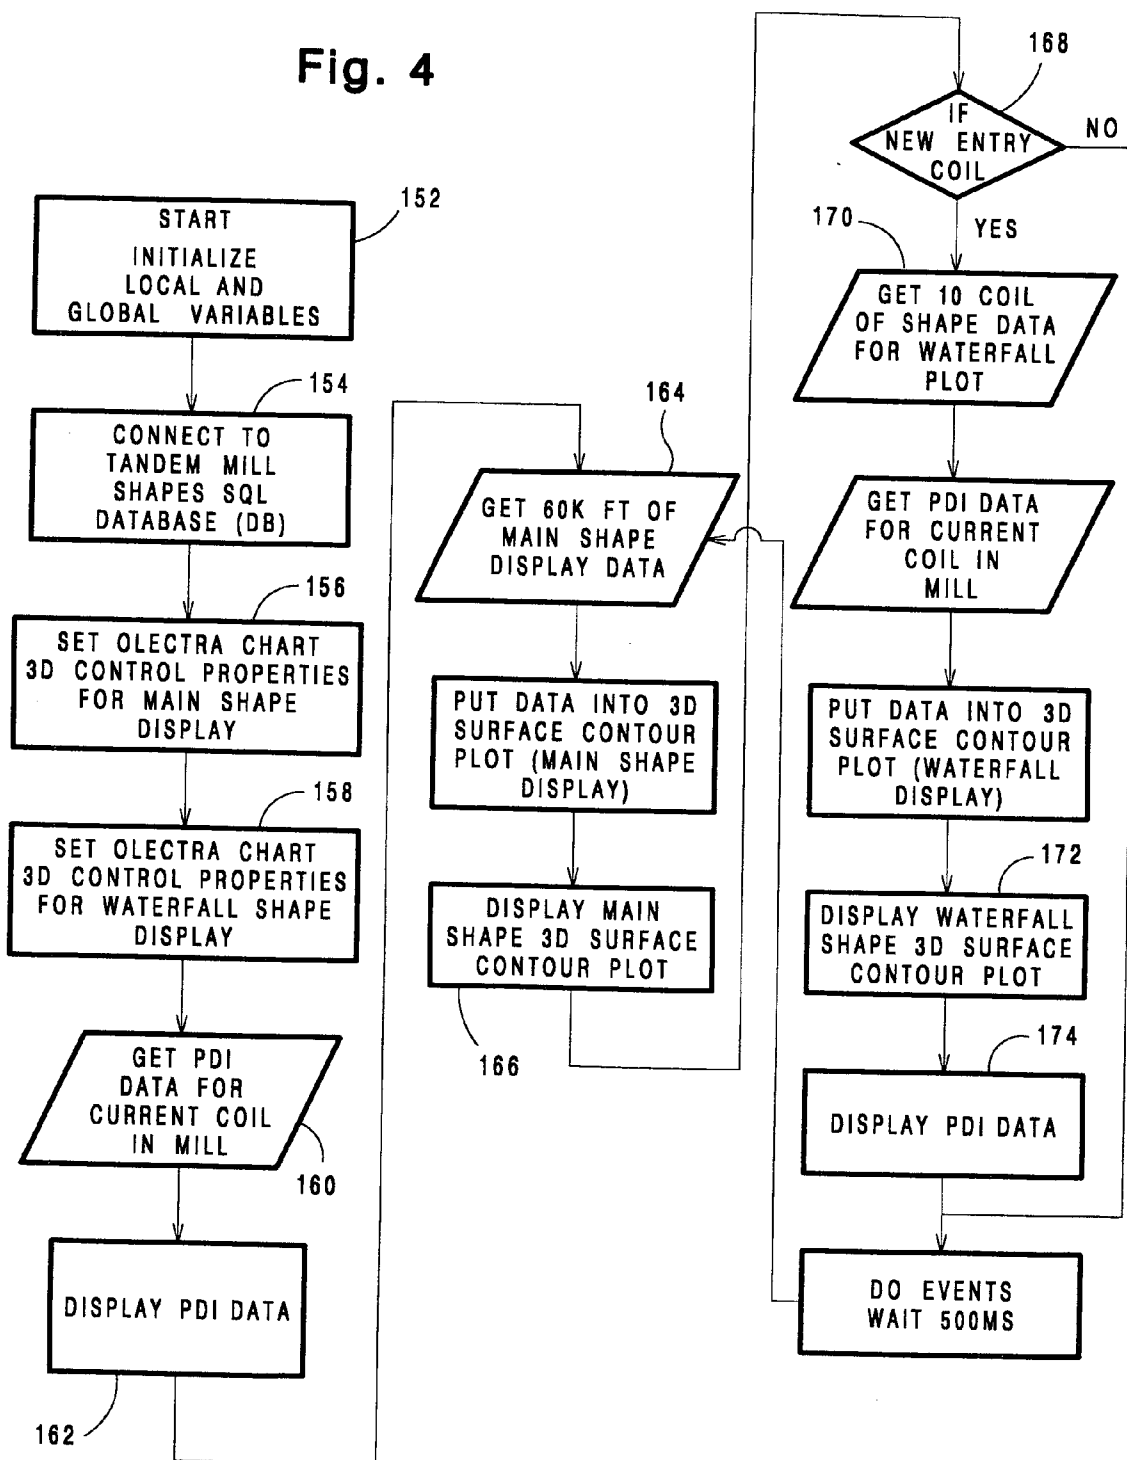 Fig. 4
152
START
INITIALIZE
LOCAL AND
GLOBAL VARIABLES
154
CONNECT TO
TANDEM MILL
SHAPES SQL
DATABASE (DB)
156
SET OLECTRA CHART
3D CONTROL PROPERTIES
FOR MAIN SHAPE
DISPLAY
158
SET OLECTRA CHART
3D CONTROL PROPERTIES
FOR WATERFALL SHAPE
DISPLAY
GET PDI
DATA FOR
CURRENT COIL
IN MILL
160
DISPLAY PDI DATA
162
164
GET 60K FT OF
MAIN SHAPE
DISPLAY DATA
PUT DATA INTO 3D
SURFACE CONTOUR
PLOT (MAIN SHAPE
DISPLAY)
DISPLAY MAIN
SHAPE 3D SURFACE
CONTOUR PLOT
166
168
IF
NEW ENTRY
COIL
NO
YES
170
GET 10 COIL
OF SHAPE DATA
FOR WATERFALL
PLOT
GET PDI DATA
FOR CURRENT
COIL IN
MILL
PUT DATA INTO 3D
SURFACE CONTOUR
PLOT (WATERFALL
DISPLAY)
172
DISPLAY WATERFALL
SHAPE 3D SURFACE
CONTOUR PLOT
174
DISPLAY PDI DATA
DO EVENTS
WAIT 500MS